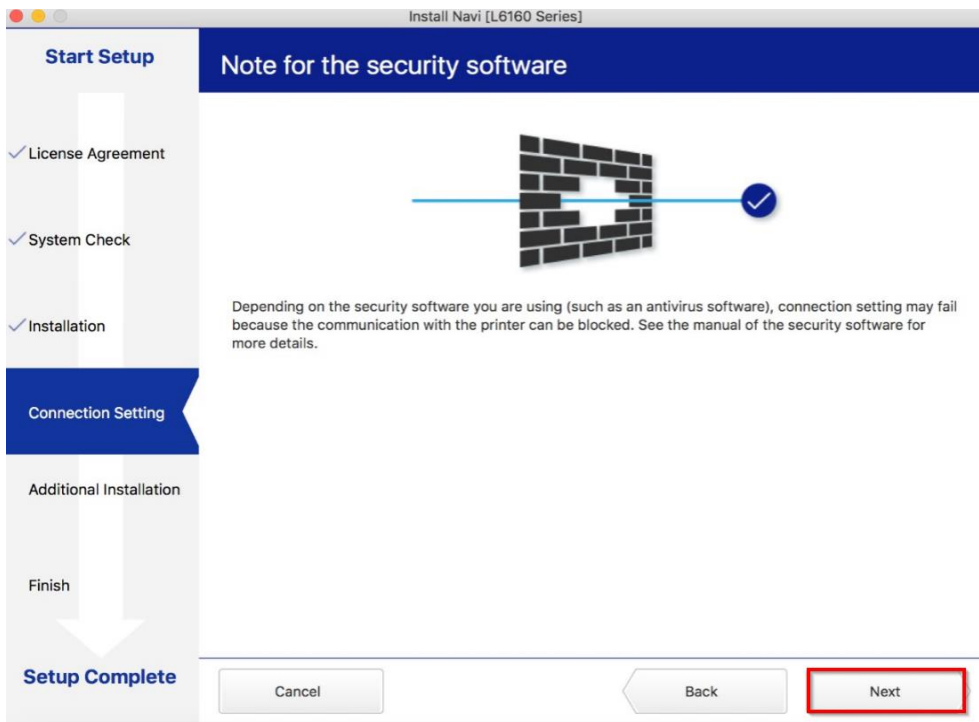 Install Navi [L6160 Series]
Start Setup
License Agreement
System Check
Installation
Connection Setting
Additional Installation
Finish
Setup Complete
Note for the security software
Depending on the security software you are using (such as an antivirus software), connection setting may fail
because the communication with the printer can be blocked. See the manual of the security software for
more details.
Cancel
Back
Next